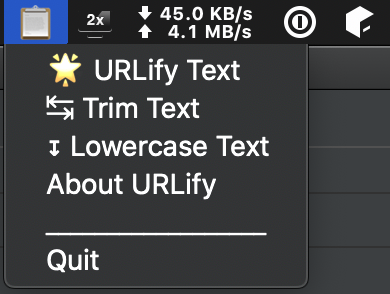 2x
45.0 KB/s
4.1 MB/s
URLify Text
Trim Text
Lowercase Text
About URLify
Quit